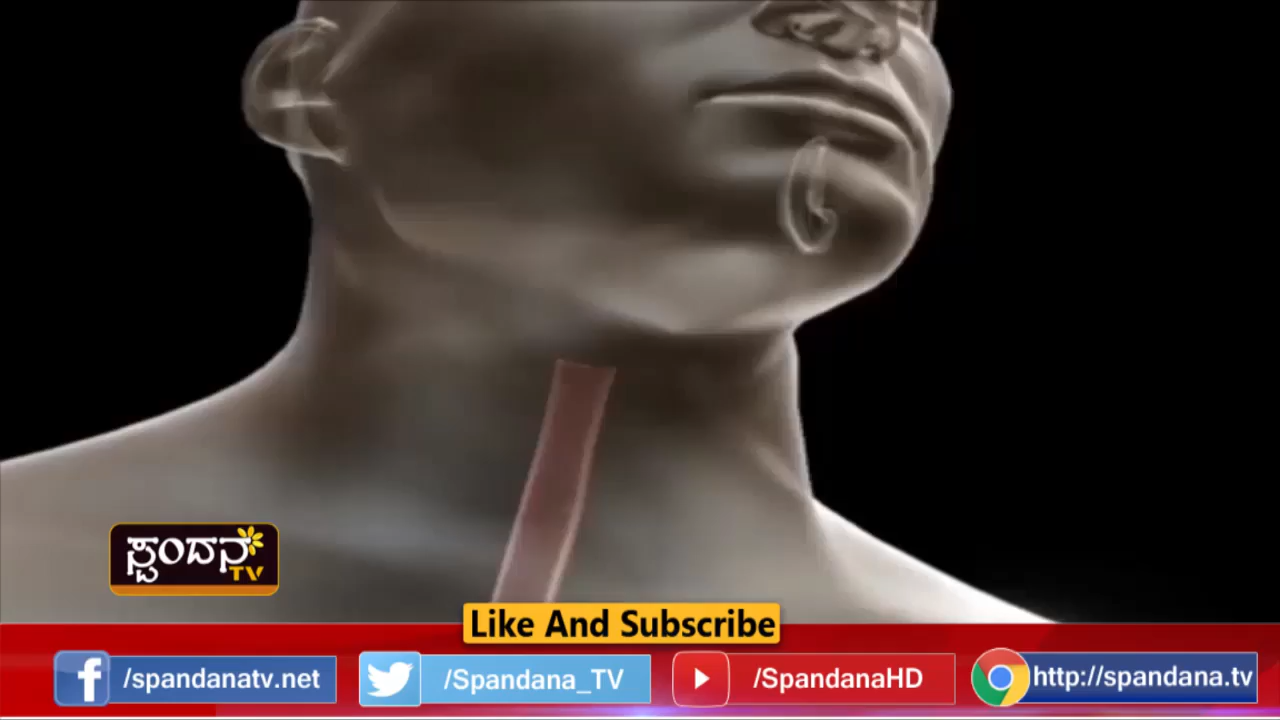 ಸ್ಪಂದನ
TV
Like And Subscribe
/spandanatv.net
/Spandana_TV
/SpandanaHD
http://spandana.tv